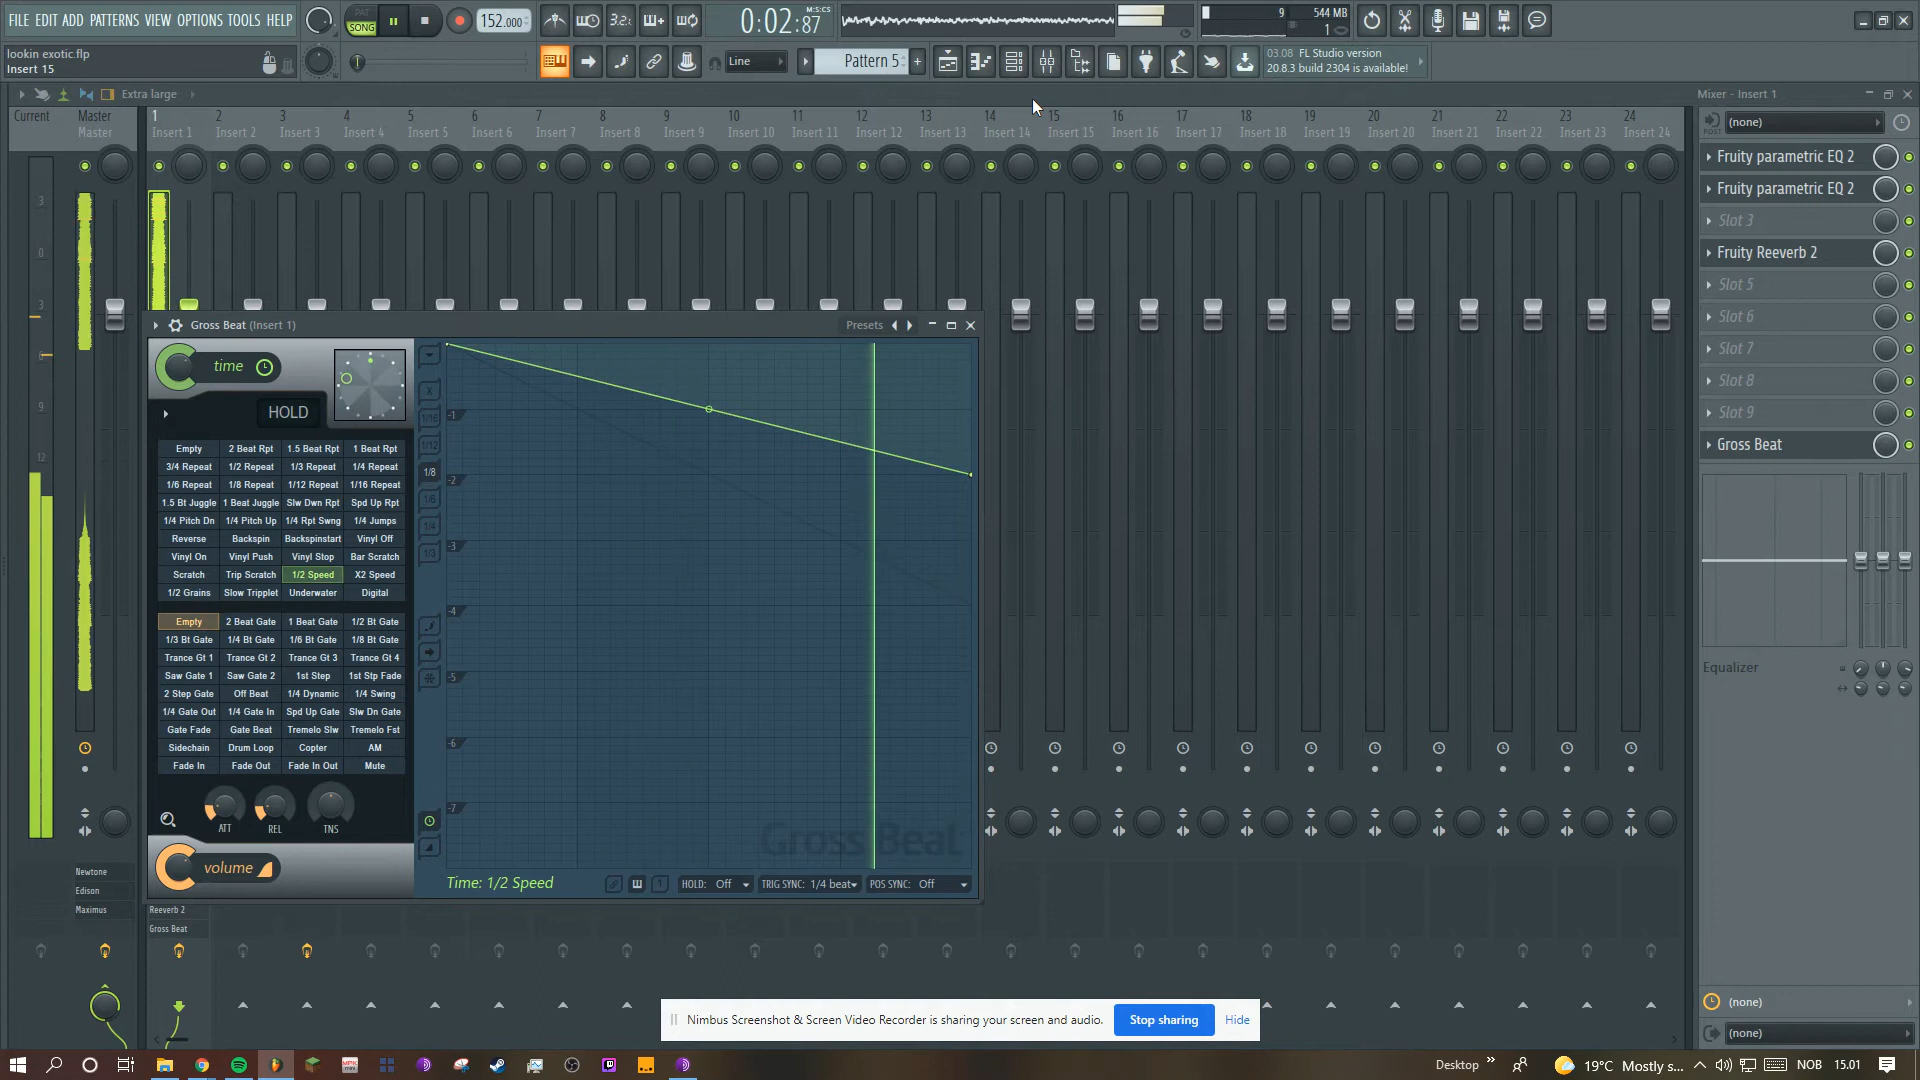 FILE EDIT ADD PATTERNS VIEW OPTIONS TOOLS HELP
PAT
SONG
152.000
3.2.
0:02:87
M:S:CS
9
544 MB
1
lookin exotic.flp
Insert 15
Line
Pattern 5
03.08 FL Studio version
20.8.3 build 2304 is available!
Extra large
Mixer - Insert 1
Current
Master
Master
1 2 3 4 5 6 7 8 9 10 11 12 13 14 15 16 17 18 19 20 21 22 23 24
Insert 1 Insert 2 Insert 3 Insert 4 Insert 5 Insert 6 Insert 7 Insert 8 Insert 9 Insert 10 Insert 11 Insert 12 Insert 13 Insert 14 Insert 15 Insert 16 Insert 17 Insert 18 Insert 19 Insert 20 Insert 21 Insert 22 Insert 23 Insert 24
3
0
3
6
9
12
POST
(none)
Fruity parametric EQ 2
Fruity parametric EQ 2
Slot 3
Fruity Reeverb 2
Slot 5
Slot 6
Slot 7
Slot 8
Slot 9
Gross Beat
Equalizer
(none)
(none)
Gross Beat (Insert 1)
Presets
time
HOLD
Empty 2 Beat Rpt 1.5 Beat Rpt 1 Beat Rpt
3/4 Repeat 1/2 Repeat 1/3 Repeat 1/4 Repeat
1/6 Repeat 1/8 Repeat 1/12 Repeat 1/16 Repeat
1.5 Bt Juggle 1 Beat Juggle Slw Dwn Rpt Spd Up Rpt
1/4 Pitch Dn 1/4 Pitch Up 1/4 Rpt Swng 1/4 Jumps
Reverse Backspin Backspinstart Vinyl Off
Vinyl On Vinyl Push Vinyl Stop Bar Scratch
Scratch Trip Scratch 1/2 Speed X2 Speed
1/2 Grains Slow Tripplet Underwater Digital
Empty 2 Beat Gate 1 Beat Gate 1/2 Bt Gate
1/3 Bt Gate 1/4 Bt Gate 1/6 Bt Gate 1/8 Bt Gate
Trance Gt 1 Trance Gt 2 Trance Gt 3 Trance Gt 4
Saw Gate 1 Saw Gate 2 1st Step 1st Stp Fade
2 Step Gate Off Beat 1/4 Dynamic 1/4 Swing
1/4 Gate Out 1/4 Gate In Spd Up Gate Slw Dn Gate
Gate Fade Gate Beat Tremelo Slw Tremelo Fst
Sidechain Drum Loop Copter AM
Fade In Fade Out Fade In Out Mute
ATT REL TNS
volume
X
1/16
1/12
1/8
1/6
1/4
1/3
-1
-2
-3
-4
-5
-6
-7
Gross Beat
Time: 1/2 Speed
1
HOLD: Off
TRIG SYNC: 1/4 beat
POS SYNC: Off
Newtone
Edison
Maximus
Reeverb 2
Gross Beat
Nimbus Screenshot & Screen Video Recorder is sharing your screen and audio.
Stop sharing
Hide
Desktop
19°C Mostly s...
NOB
15.01